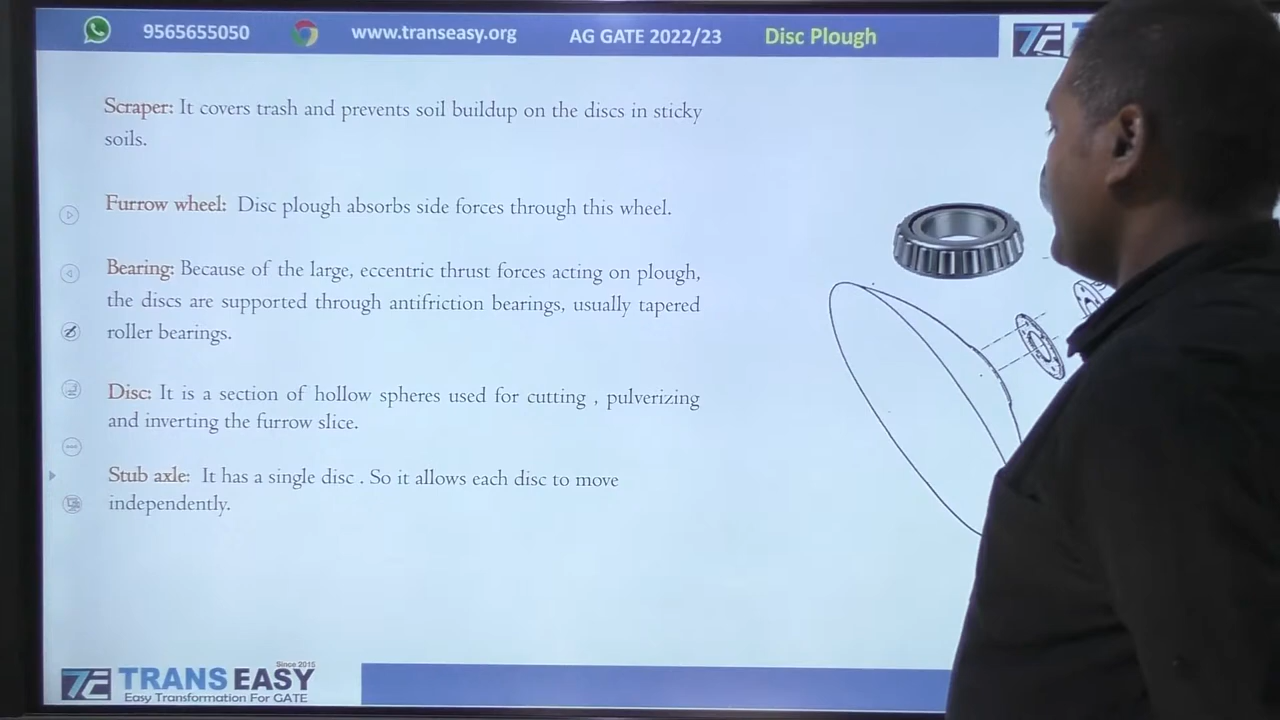 9565655050 www.transeasy.org AG GATE 2022/23 Disc Plough
Scraper: It covers trash and prevents soil buildup on the discs in sticky
soils.
Furrow wheel: Disc plough absorbs side forces through this wheel.
Bearing: Because of the large, eccentric thrust forces acting on plough,
the discs are supported through antifriction bearings, usually tapered
roller bearings.
Disc: It is a section of hollow spheres used for cutting , pulverizing
and inverting the furrow slice.
Stub axle: It has a single disc . So it allows each disc to move
independently.
Since 2015
TRANS EASY
Easy Transformation For GATE